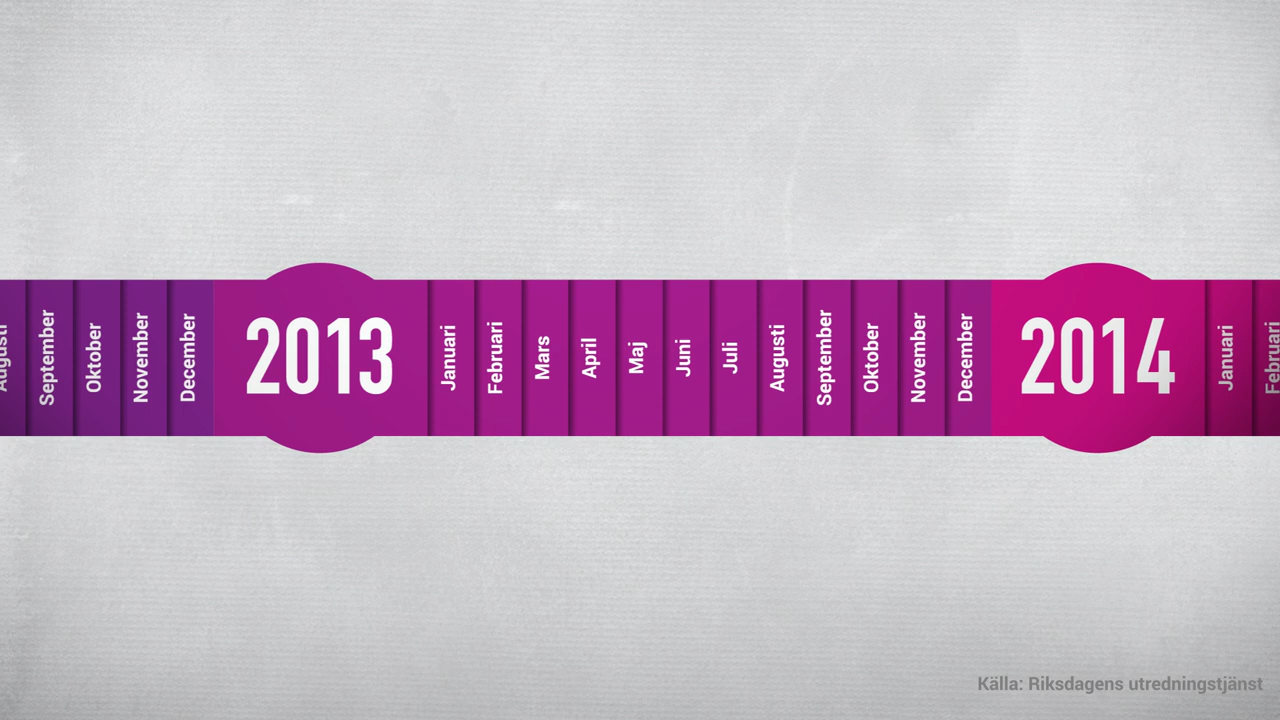 Augusti
September
Oktober
November
December
2013
Januari
Februari
Mars
April
Maj
Juni
Juli
Augusti
September
Oktober
November
December
2014
Januari
Februari
Källa: Riksdagens utredningstjänst